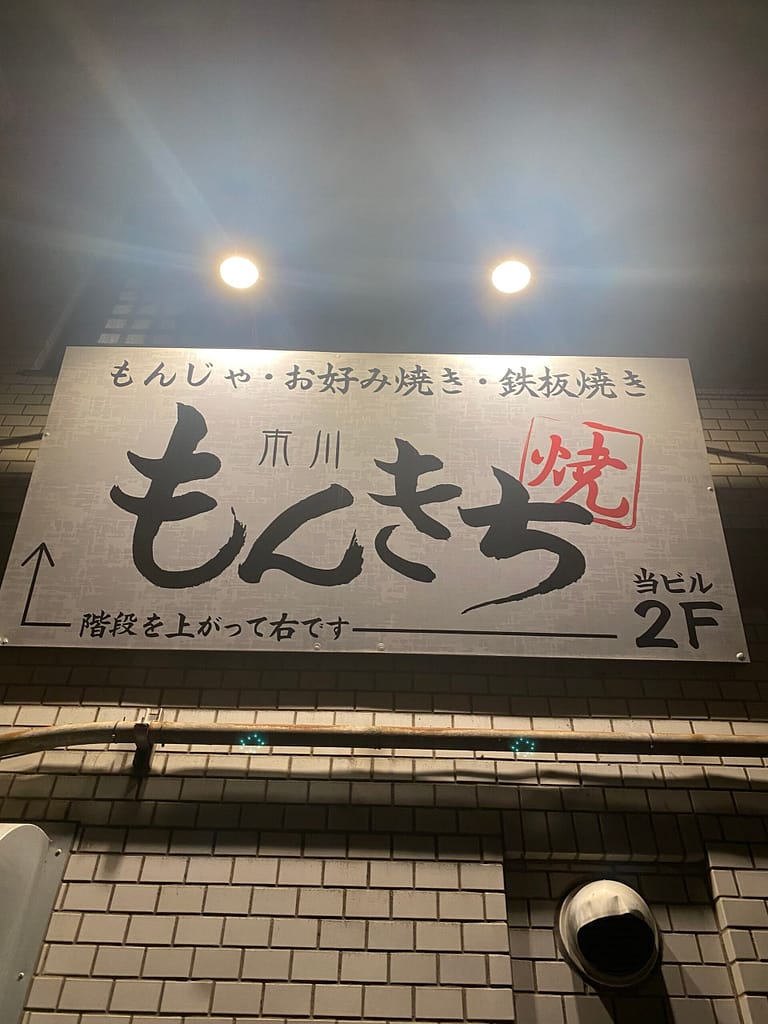 もんじゃ・お好み焼き・鉄板焼き
市川
もんきち
焼
当ビル
2F
階段を上がって右です